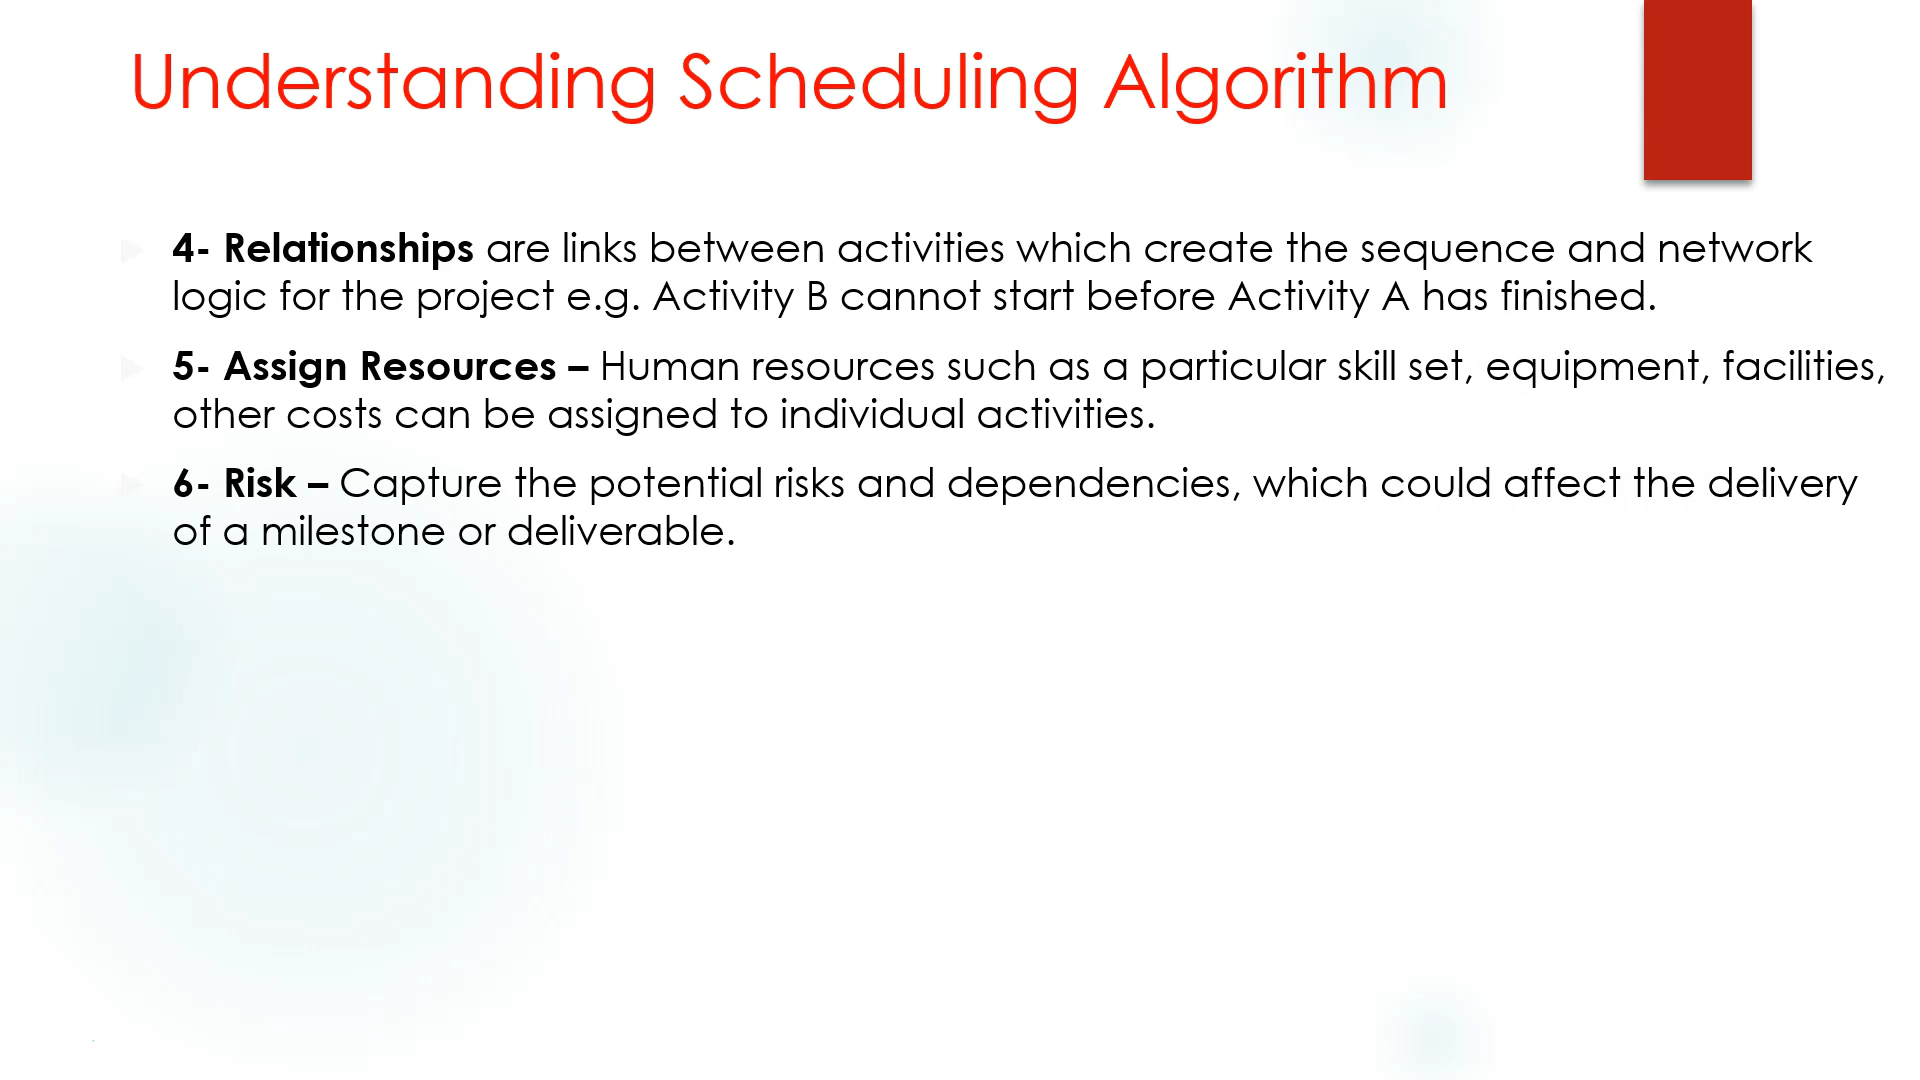 Understanding Scheduling Algorithm
4- Relationships are links between activities which create the sequence and network
logic for the project e.g. Activity B cannot start before Activity A has finished.
5- Assign Resources – Human resources such as a particular skill set, equipment, facilities,
other costs can be assigned to individual activities.
6- Risk – Capture the potential risks and dependencies, which could affect the delivery
of a milestone or deliverable.